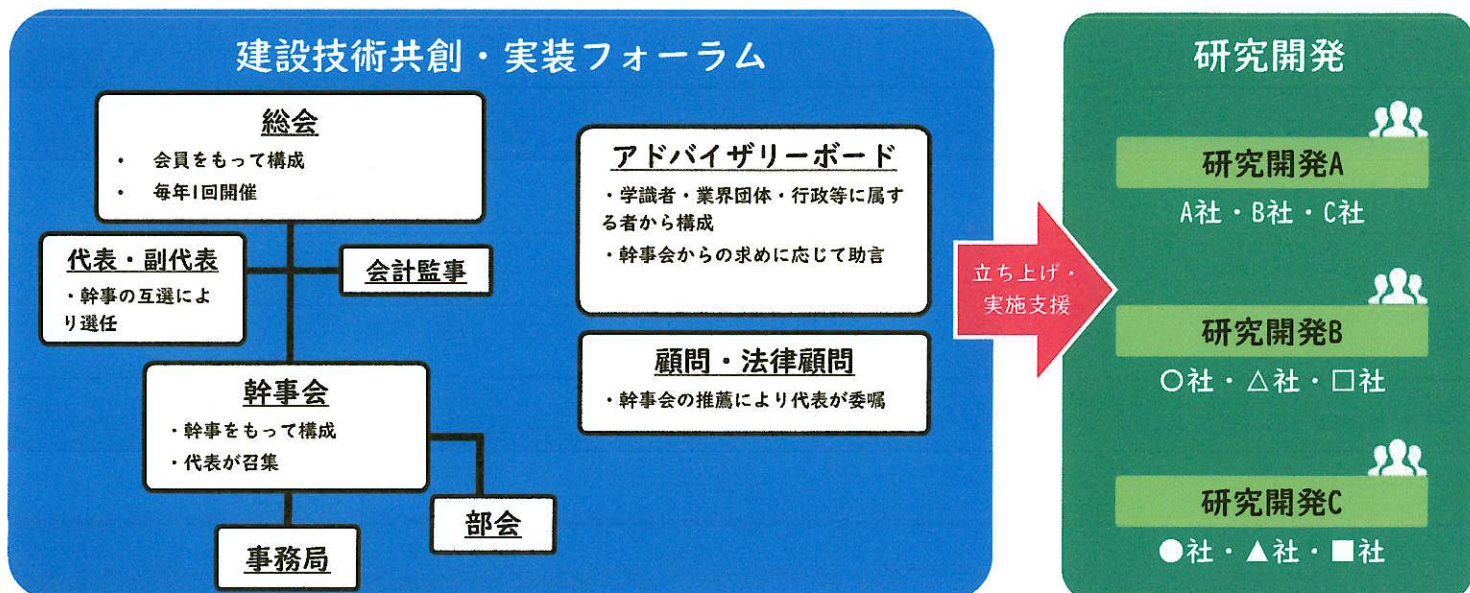 建設技術共創・実装フォーラム
総会
・ 会員をもって構成
・ 毎年1回開催
代表・副代表
・幹事の互選によ
り選任
会計監事
幹事会
・幹事をもって構成
・代表が召集
事務局
部会
アドバイザリーボード
・学識者・業界団体・行政等に属す
る者から構成
・幹事会からの求めに応じて助言
顧問・法律顧問
・幹事会の推薦により代表が委嘱
立ち上げ・
実施支援
研究開発
研究開発A
A社・B社・C社
研究開発B
○社・△社・□社
研究開発C
●社・▲社・■社